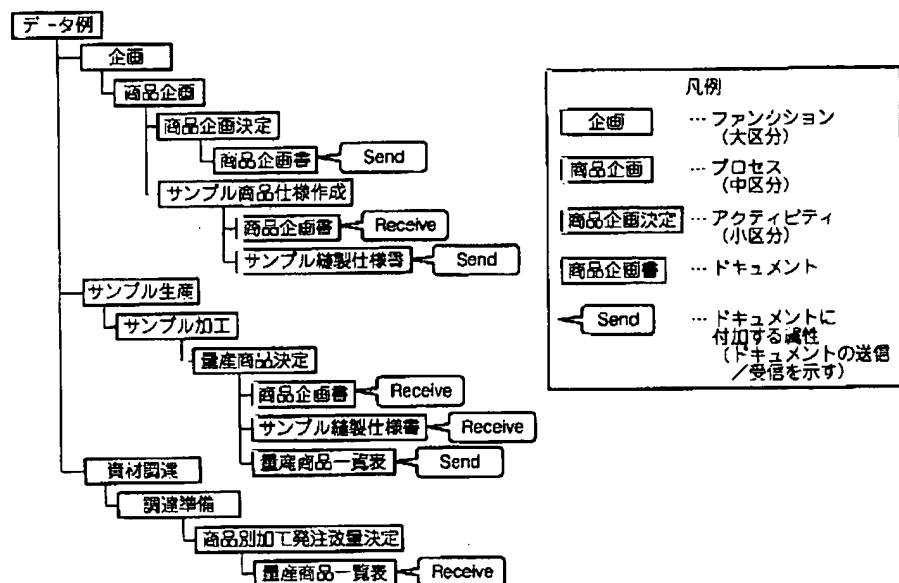 データ例
企画
商品企画
商品企画決定
商品企画書 Send
サンプル商品仕様作成
商品企画書 Receive
サンプル縫製仕様書 Send
サンプル生産
サンプル加工
量産商品決定
商品企画書 Receive
サンプル縫製仕様書 Receive
量産商品一覧表 Send
資材調達
調達準備
商品別加工発注数量決定
量産商品一覧表 Receive
凡例
企画 … ファンクション
(大区分)
商品企画 … プロセス
(中区分)
商品企画決定 … アクティビティ
(小区分)
商品企画書 … ドキュメント
Send … ドキュメントに
付加する属性
(ドキュメントの送信
/受信を示す)